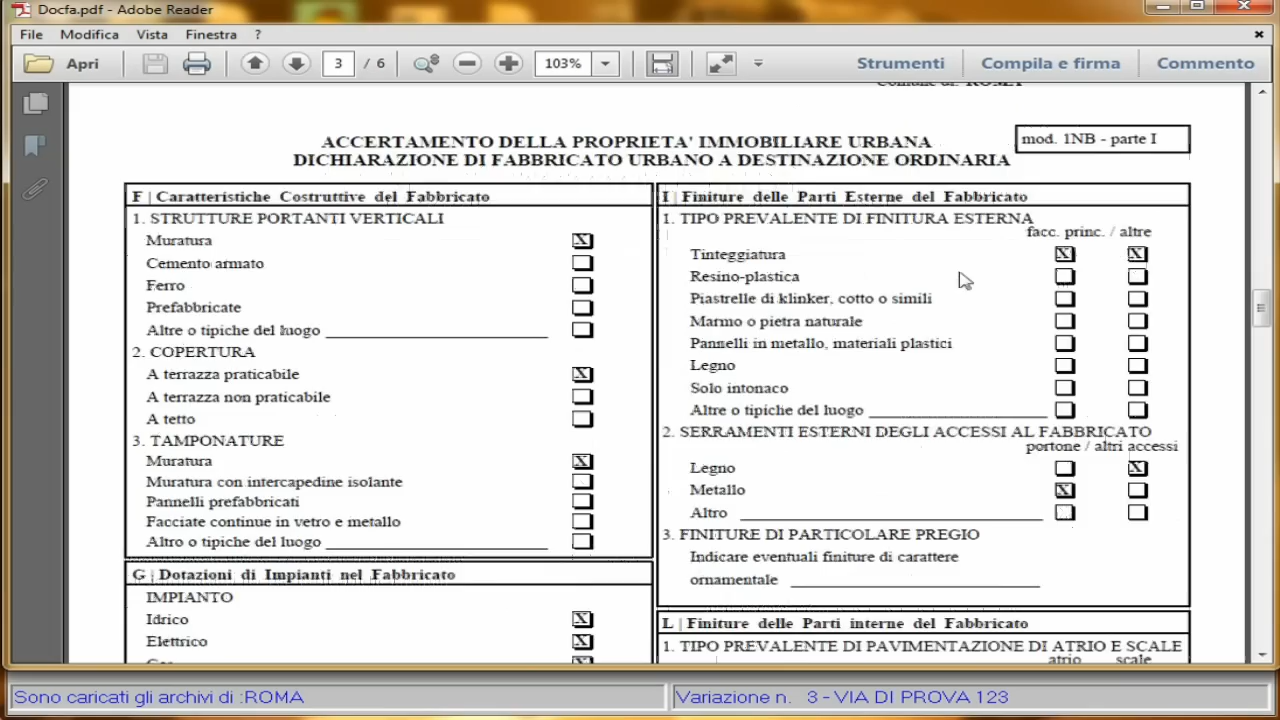 Docfa.pdf - Adobe Reader
File Modifica Vista Finestra ?
Apri 3 / 6 103% Strumenti Compila e firma Commento
Comune di: ROMA
ACCERTAMENTO DELLA PROPRIETA' IMMOBILIARE URBANA
DICHIARAZIONE DI FABBRICATO URBANO A DESTINAZIONE ORDINARIA
mod. 1NB - parte I
F | Caratteristiche Costruttive del Fabbricato
1. STRUTTURE PORTANTI VERTICALI
Muratura X
Cemento armato
Ferro
Prefabbricate
Altre o tipiche del luogo
2. COPERTURA
A terrazza praticabile X
A terrazza non praticabile
A tetto
3. TAMPONATURE
Muratura X
Muratura con intercapedine isolante
Pannelli prefabbricati
Facciate continue in vetro e metallo
Altro o tipiche del luogo
G | Dotazioni di Impianti nel Fabbricato
IMPIANTO
Idrico X
Elettrico X
I | Finiture delle Parti Esterne del Fabbricato
1. TIPO PREVALENTE DI FINITURA ESTERNA
facc. princ. / altre
Tinteggiatura X X
Resino-plastica
Piastrelle di klinker, cotto o simili
Marmo o pietra naturale
Pannelli in metallo, materiali plastici
Legno
Solo intonaco
Altre o tipiche del luogo
2. SERRAMENTI ESTERNI DEGLI ACCESSI AL FABBRICATO
portone / altri accessi
Legno X
Metallo X
Altro
3. FINITURE DI PARTICOLARE PREGIO
Indicare eventuali finiture di carattere
ornamentale
L | Finiture delle Parti interne del Fabbricato
1. TIPO PREVALENTE DI PAVIMENTAZIONE DI ATRIO E SCALE
atrio scale
Sono caricati gli archivi di :ROMA
Variazione n. 3 - VIA DI PROVA 123